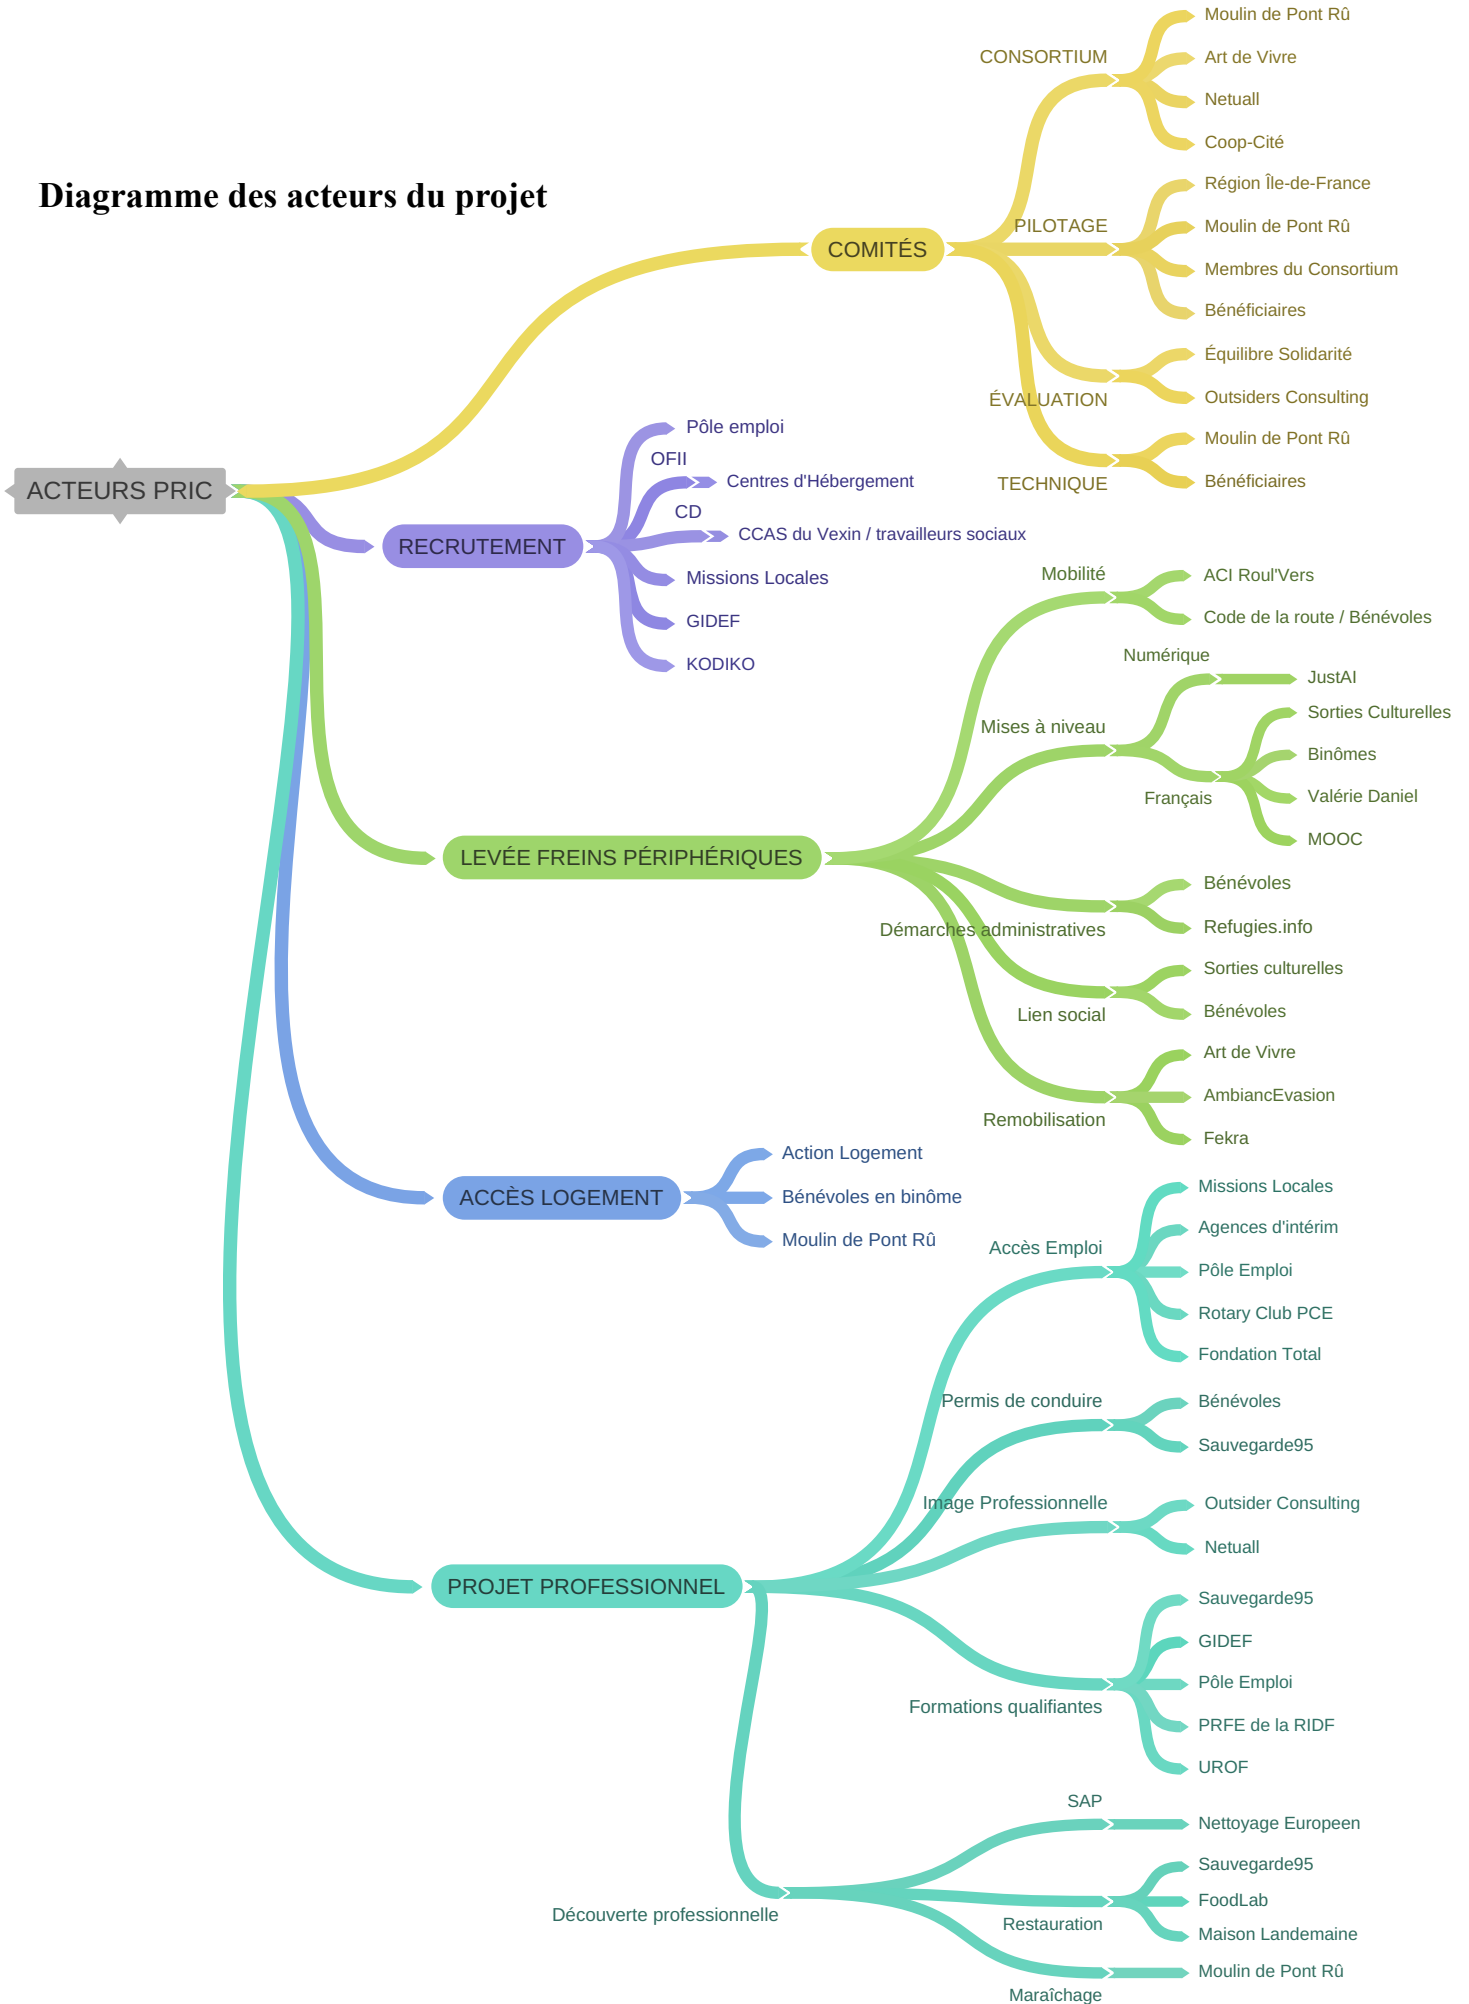 Diagramme des acteurs du projet
ACTEURS PRIC
COMITÉS
CONSORTIUM
Moulin de Pont Rû
Art de Vivre
Netuall
Coop-Cité
PILOTAGE
Région Île-de-France
Moulin de Pont Rû
Membres du Consortium
Bénéficiaires
ÉVALUATION
Équilibre Solidarité
Outsiders Consulting
TECHNIQUE
Moulin de Pont Rû
Bénéficiaires
RECRUTEMENT
Pôle emploi
OFII
Centres d'Hébergement
CD
CCAS du Vexin / travailleurs sociaux
Missions Locales
GIDEF
KODIKO
LEVÉE FREINS PÉRIPHÉRIQUES
Mobilité
ACI Roul'Vers
Code de la route / Bénévoles
Mises à niveau
Numérique
JustAI
Français
Sorties Culturelles
Binômes
Valérie Daniel
MOOC
Démarches administratives
Bénévoles
Refugies.info
Lien social
Sorties culturelles
Bénévoles
Remobilisation
Art de Vivre
AmbiancEvasion
Fekra
ACCÈS LOGEMENT
Action Logement
Bénévoles en binôme
Moulin de Pont Rû
PROJET PROFESSIONNEL
Accès Emploi
Missions Locales
Agences d'intérim
Pôle Emploi
Rotary Club PCE
Fondation Total
Permis de conduire
Bénévoles
Sauvegarde95
Image Professionnelle
Outsider Consulting
Netuall
Formations qualifiantes
Sauvegarde95
GIDEF
Pôle Emploi
PRFE de la RIDF
UROF
Découverte professionnelle
SAP
Nettoyage Europeen
Restauration
Sauvegarde95
FoodLab
Maison Landemaine
Maraîchage
Moulin de Pont Rû